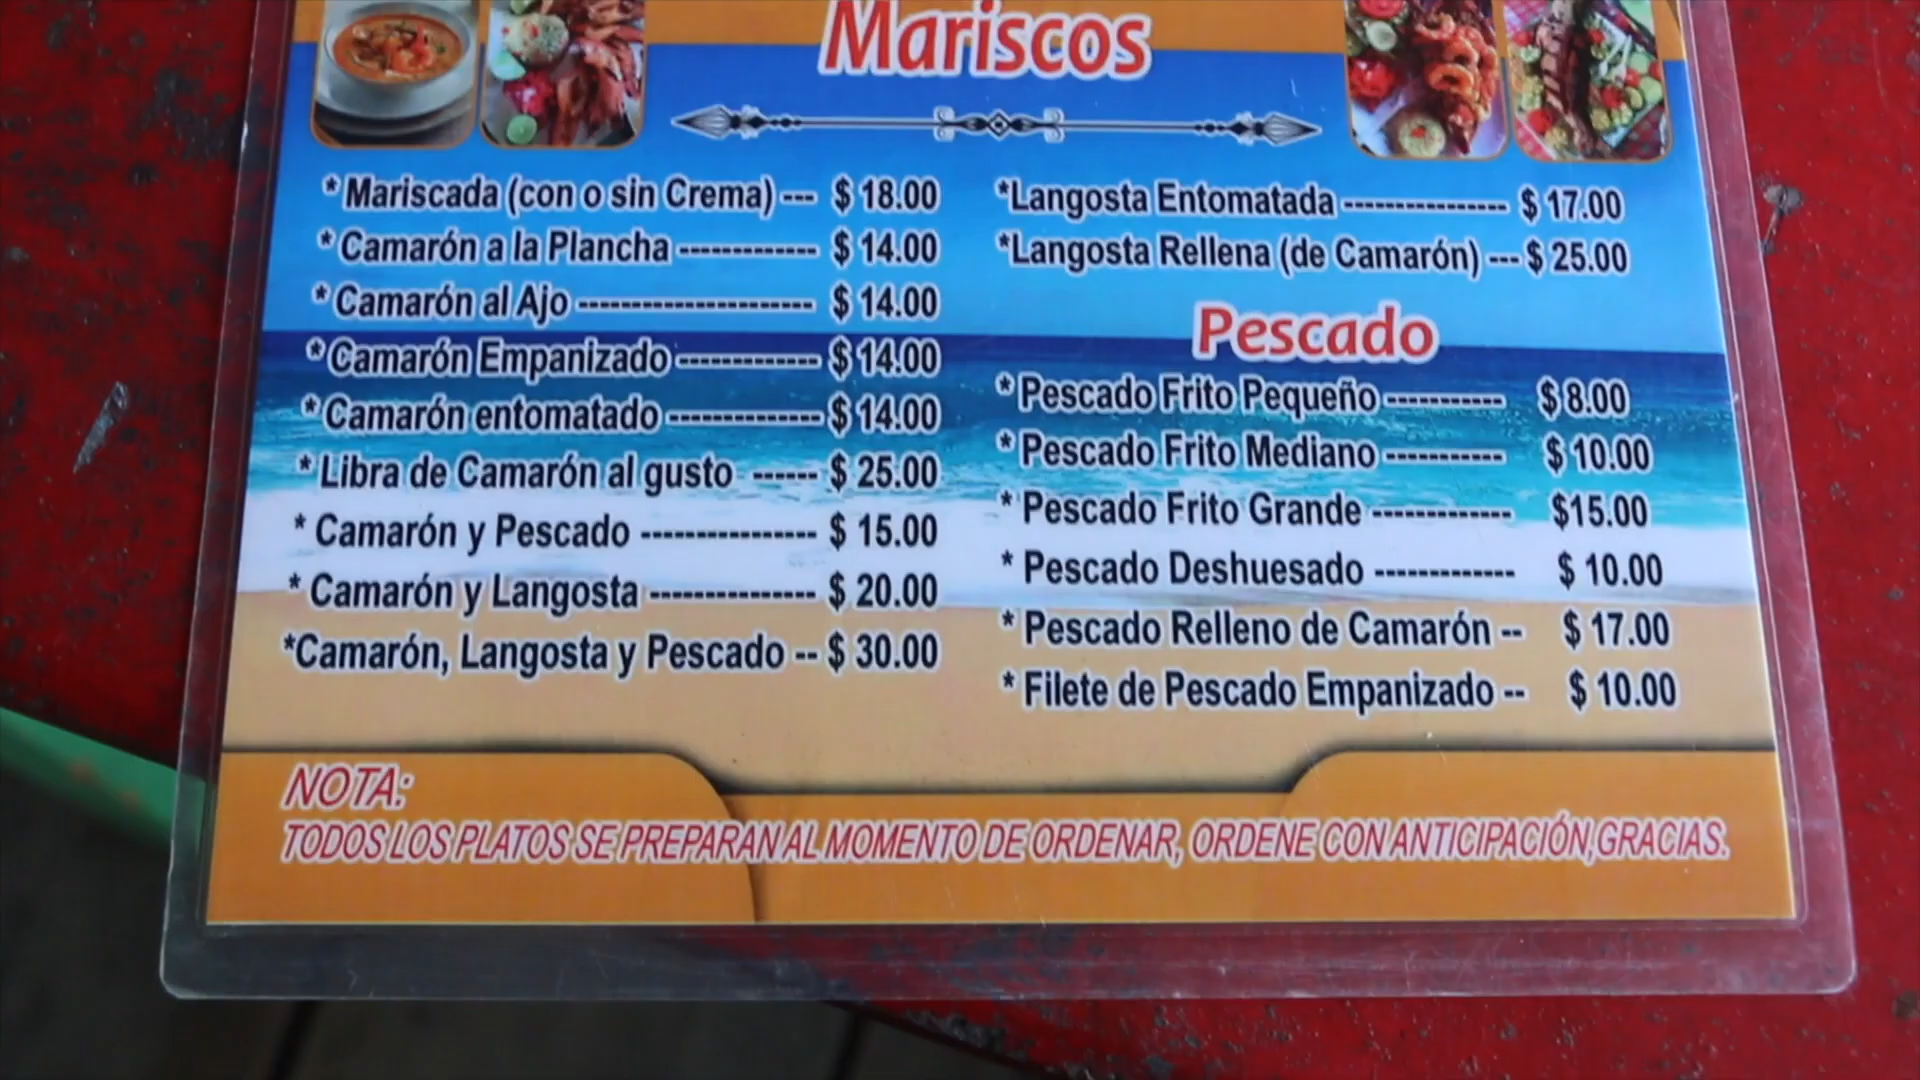 Mariscos
* Mariscada (con o sin Crema) --- $ 18.00
* Camarón a la Plancha ------------- $ 14.00
* Camarón al Ajo ---------------------- $ 14.00
* Camarón Empanizado ------------- $ 14.00
* Camarón entomatado -------------- $ 14.00
* Libra de Camarón al gusto ------ $ 25.00
* Camarón y Pescado ---------------- $ 15.00
* Camarón y Langosta --------------- $ 20.00
*Camarón, Langosta y Pescado -- $ 30.00
*Langosta Entomatada ---------------- $ 17.00
*Langosta Rellena (de Camarón) --- $ 25.00
Pescado
* Pescado Frito Pequeño ----------- $ 8.00
* Pescado Frito Mediano ----------- $ 10.00
* Pescado Frito Grande ------------- $15.00
* Pescado Deshuesado ------------- $ 10.00
* Pescado Relleno de Camarón -- $ 17.00
* Filete de Pescado Empanizado -- $ 10.00
NOTA:
TODOS LOS PLATOS SE PREPARAN AL MOMENTO DE ORDENAR, ORDENE CON ANTICIPACIÓN,GRACIAS.